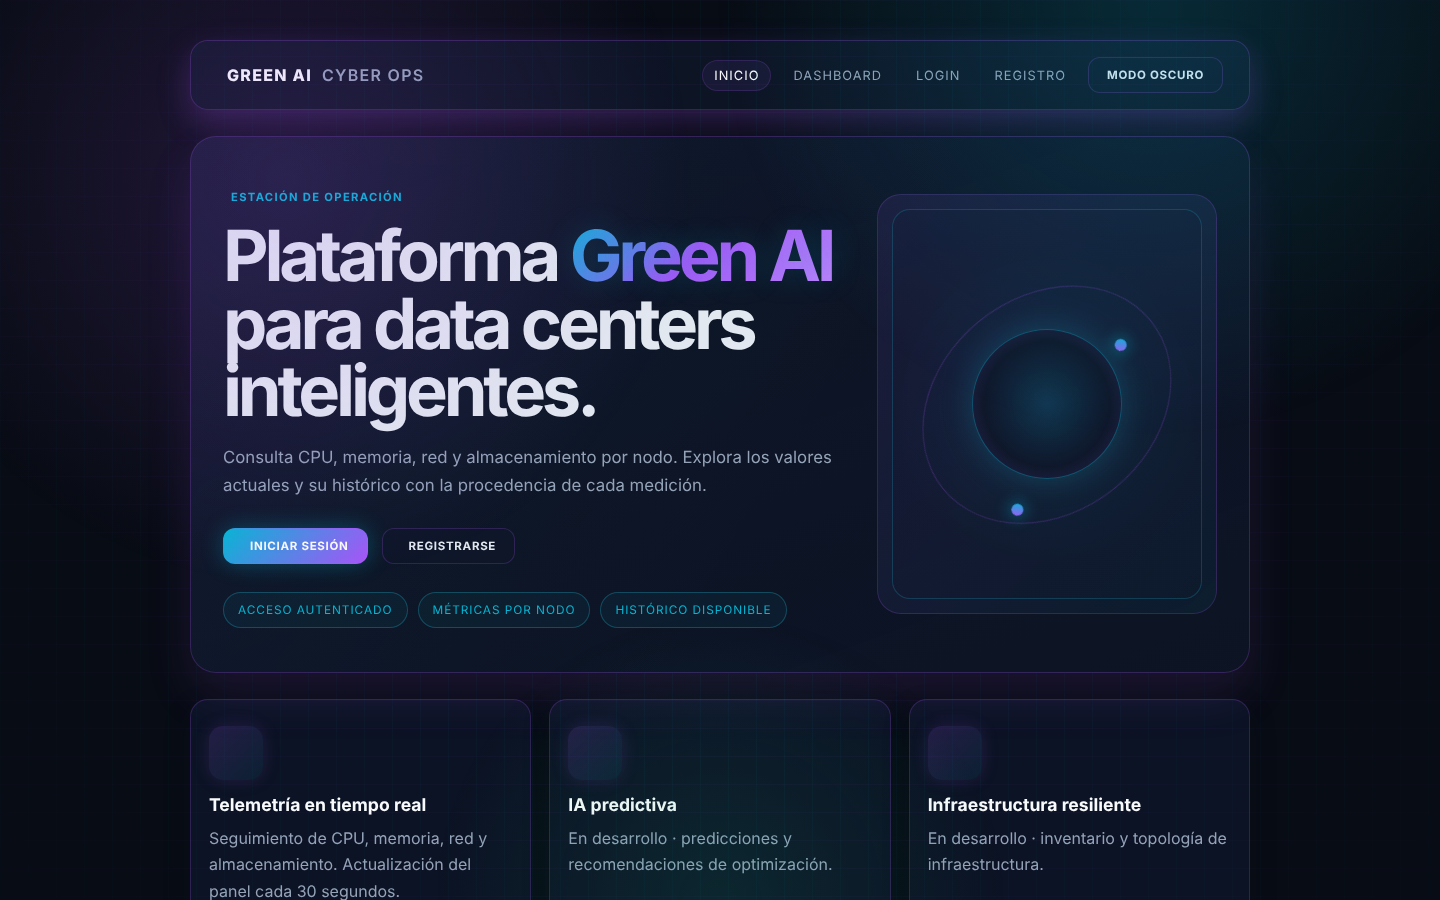 GREEN AI CYBER OPS
INICIO DASHBOARD LOGIN REGISTRO MODO OSCURO
ESTACIÓN DE OPERACIÓN
Plataforma Green AI
para data centers
inteligentes.
Consulta CPU, memoria, red y almacenamiento por nodo. Explora los valores
actuales y su histórico con la procedencia de cada medición.
INICIAR SESIÓN REGISTRARSE
ACCESO AUTENTICADO MÉTRICAS POR NODO HISTÓRICO DISPONIBLE
Telemetría en tiempo real
Seguimiento de CPU, memoria, red y
almacenamiento. Actualización del
panel cada 30 segundos.
IA predictiva
En desarrollo · predicciones y
recomendaciones de optimización.
Infraestructura resiliente
En desarrollo · inventario y topología de
infraestructura.